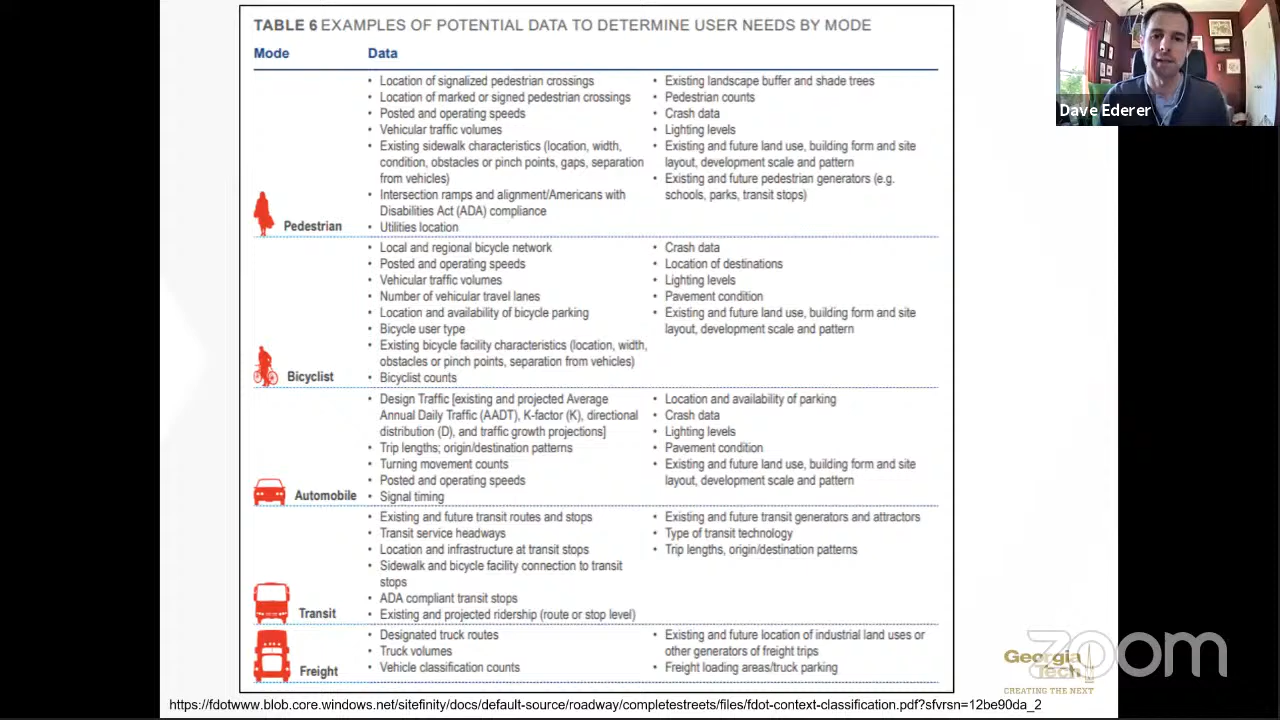 TABLE 6 EXAMPLES OF POTENTIAL DATA TO DETERMINE USER NEEDS BY MODE
Mode
Data
• Location of signalized pedestrian crossings
• Location of marked or signed pedestrian crossings
• Posted and operating speeds
• Vehicular traffic volumes
• Existing sidewalk characteristics (location, width,
condition, obstacles or pinch points, gaps, separation
from vehicles)
• Intersection ramps and alignment/Americans with
Disabilities Act (ADA) compliance
• Utilities location
• Existing landscape buffer and shade trees
• Pedestrian counts
• Crash data
• Lighting levels
• Existing and future land use, building form and site
layout, development scale and pattern
• Existing and future pedestrian generators (e.g.
schools, parks, transit stops)
Pedestrian
• Local and regional bicycle network
• Posted and operating speeds
• Vehicular traffic volumes
• Number of vehicular travel lanes
• Location and availability of bicycle parking
• Bicycle user type
• Existing bicycle facility characteristics (location, width,
obstacles or pinch points, separation from vehicles)
• Bicyclist counts
• Crash data
• Location of destinations
• Lighting levels
• Pavement condition
• Existing and future land use, building form and site
layout, development scale and pattern
Bicyclist
• Design Traffic [existing and projected Average
Annual Daily Traffic (AADT), K-factor (K), directional
distribution (D), and traffic growth projections]
• Trip lengths; origin/destination patterns
• Turning movement counts
• Posted and operating speeds
• Signal timing
• Location and availability of parking
• Crash data
• Lighting levels
• Pavement condition
• Existing and future land use, building form and site
layout, development scale and pattern
Automobile
• Existing and future transit routes and stops
• Transit service headways
• Location and infrastructure at transit stops
• Sidewalk and bicycle facility connection to transit
stops
• ADA compliant transit stops
• Existing and projected ridership (route or stop level)
• Existing and future transit generators and attractors
• Type of transit technology
• Trip lengths, origin/destination patterns
Transit
• Designated truck routes
• Truck volumes
• Vehicle classification counts
• Existing and future location of industrial land uses or
other generators of freight trips
• Freight loading areas/truck parking
Freight
https://fdotwww.blob.core.windows.net/sitefinity/docs/default-source/roadway/completestreets/files/fdot-context-classification.pdf?sfvrsn=12be90da_2
Dave Ederer
Georgia
Tech
CREATING THE NEXT
zoom